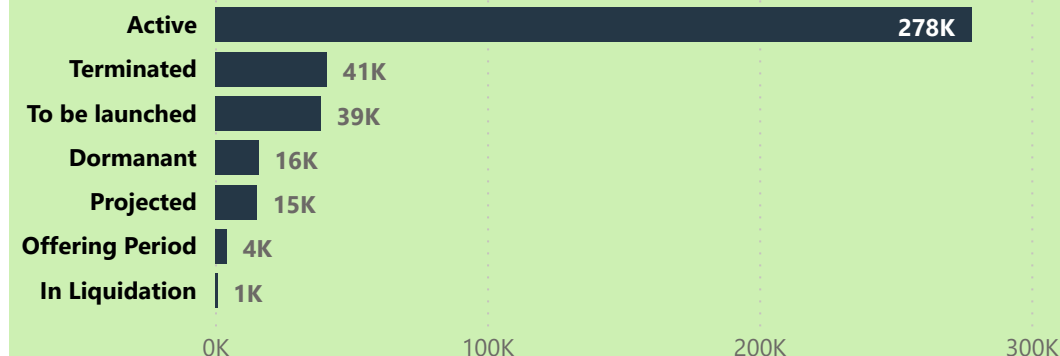 Active 278K
Terminated 41K
To be launched 39K
Dormanant 16K
Projected 15K
Offering Period 4K
In Liquidation 1K
0K 100K 200K 300K